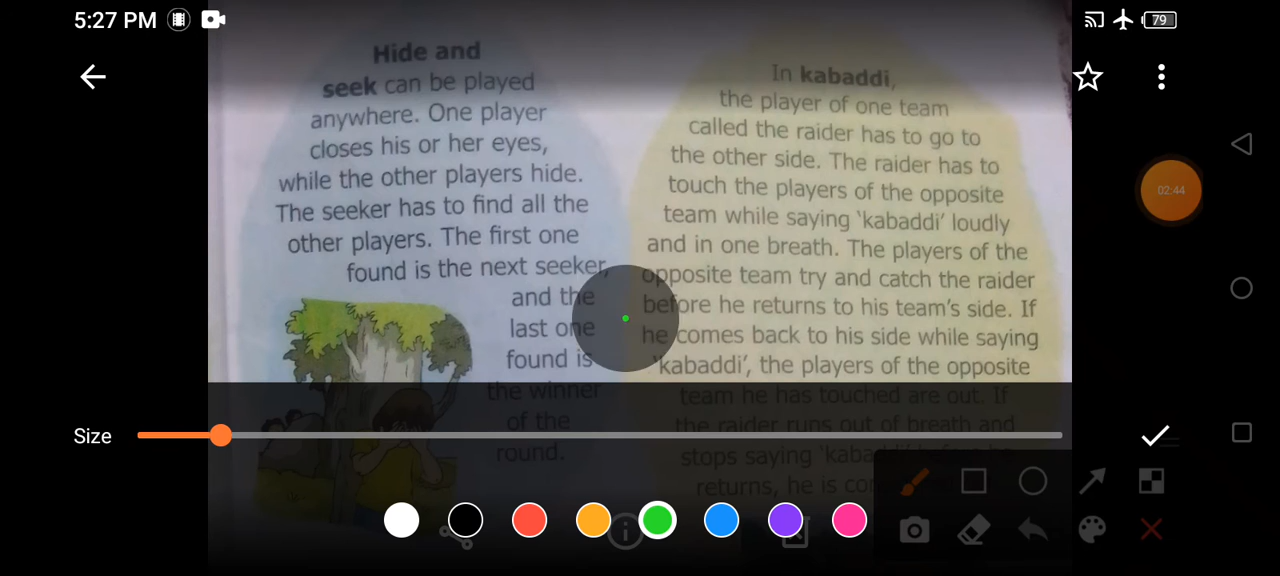 5:27 PM
79
Hide and
seek can be played
anywhere. One player
closes his or her eyes,
while the other players hide.
The seeker has to find all the
other players. The first one
found is the next seeker,
and the
last one
found is
the winner
of the
round.
In kabaddi,
the player of one team
called the raider has to go to
the other side. The raider has to
touch the players of the opposite
team while saying ‘kabaddi’ loudly
and in one breath. The players of the
opposite team try and catch the raider
before he returns to his team’s side. If
he comes back to his side while saying
‘kabaddi’, the players of the opposite
team he has touched are out. If
the raider runs out of breath and
stops saying ‘kabaddi’ before he
returns, he is
02:44
Size